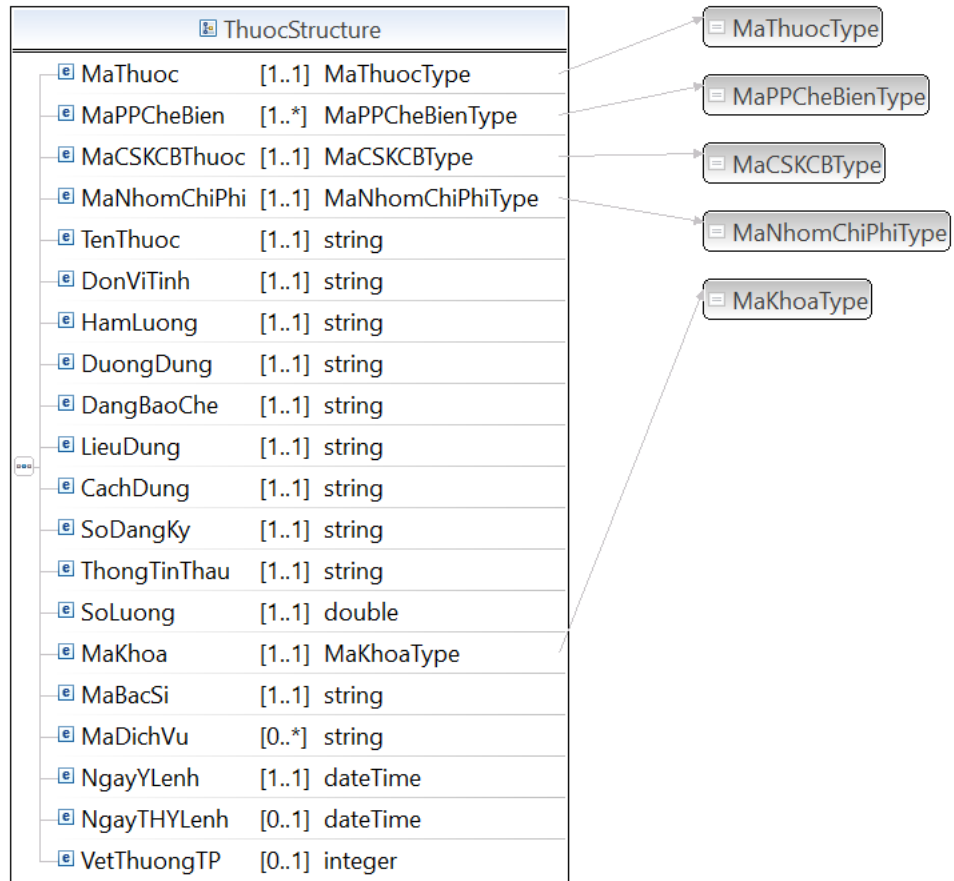 ThuocStructure
MaThuoc [1..1] MaThuocType
MaPPCheBien [1..*] MaPPCheBienType
MaCSKCBThuoc [1..1] MaCSKCBType
MaNhomChiPhi [1..1] MaNhomChiPhiType
TenThuoc [1..1] string
DonViTinh [1..1] string
HamLuong [1..1] string
DuongDung [1..1] string
DangBaoChe [1..1] string
LieuDung [1..1] string
CachDung [1..1] string
SoDangKy [1..1] string
ThongTinThau [1..1] string
SoLuong [1..1] double
MaKhoa [1..1] MaKhoaType
MaBacSi [1..1] string
MaDichVu [0..*] string
NgayYLenh [1..1] dateTime
NgayTHYLenh [0..1] dateTime
VetThuongTP [0..1] integer
MaThuocType
MaPPCheBienType
MaCSKCBType
MaNhomChiPhiType
MaKhoaType